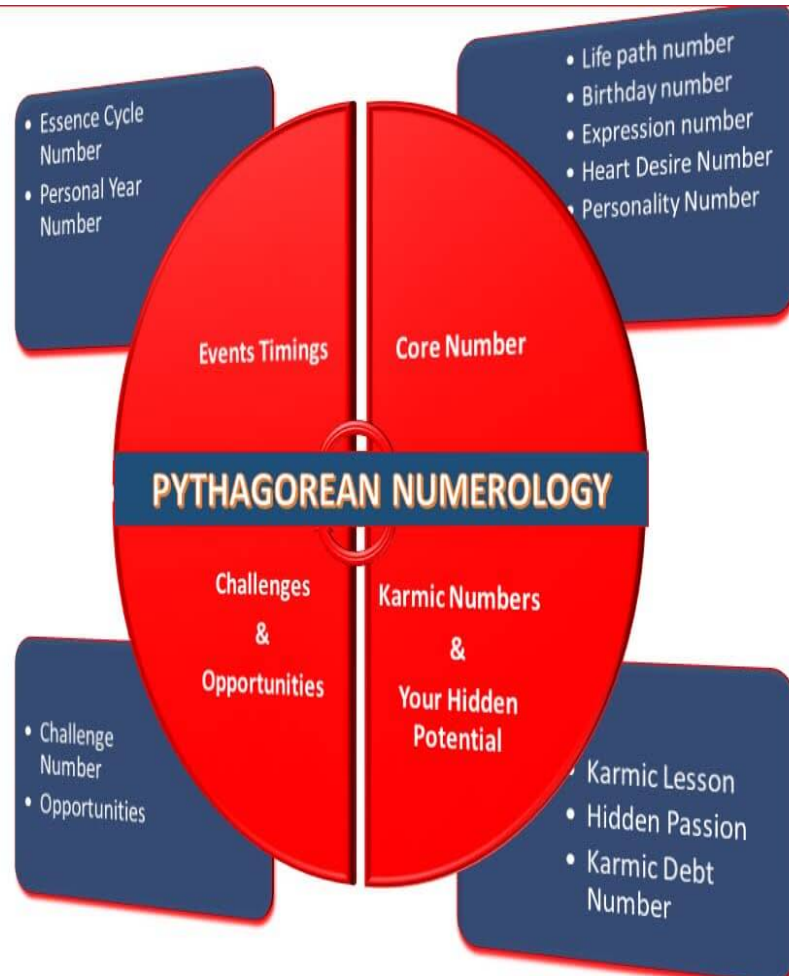 • Essence Cycle
Number
• Personal Year
Number
• Life path number
• Birthday number
• Expression number
• Heart Desire Number
• Personality Number
Events Timings
Core Number
PYTHAGOREAN NUMEROLOGY
Challenges
&
Opportunities
Karmic Numbers
&
Your Hidden
Potential
• Challenge
Number
• Opportunities
• Karmic Lesson
• Hidden Passion
• Karmic Debt
Number